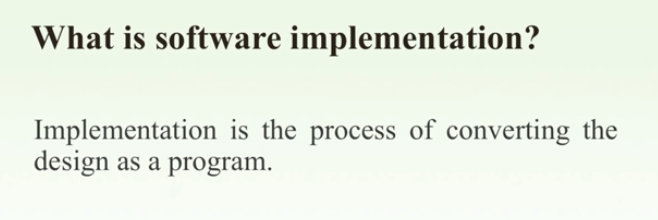 What is software implementation?
Implementation is the process of converting the
design as a program.